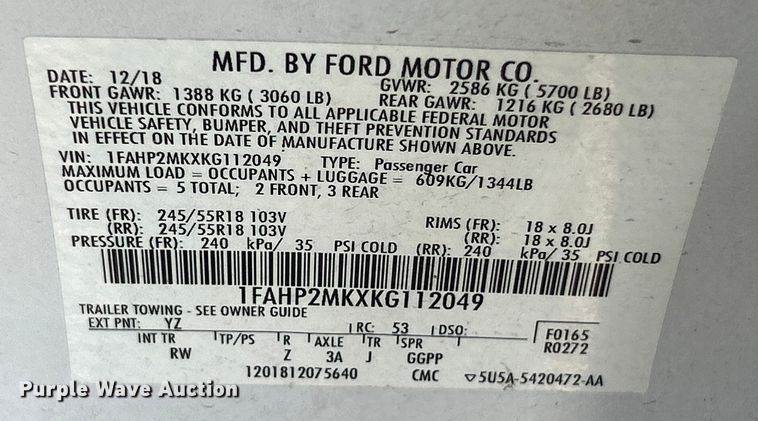 MFD. BY FORD MOTOR CO.
DATE: 12/18 GVWR: 2586 KG ( 5700 LB)
FRONT GAWR: 1388 KG ( 3060 LB) REAR GAWR: 1216 KG ( 2680 LB)
THIS VEHICLE CONFORMS TO ALL APPLICABLE FEDERAL MOTOR
VEHICLE SAFETY, BUMPER, AND THEFT PREVENTION STANDARDS
IN EFFECT ON THE DATE OF MANUFACTURE SHOWN ABOVE.
VIN: 1FAHP2MKXKG112049 TYPE: Passenger Car
MAXIMUM LOAD = OCCUPANTS + LUGGAGE = 609KG/1344LB
OCCUPANTS = 5 TOTAL; 2 FRONT, 3 REAR
TIRE (FR): 245/55R18 103V RIMS (FR): 18 x 8.0J
(RR): 245/55R18 103V (RR): 18 x 8.0J
PRESSURE (FR): 240 kPa/ 35 PSI COLD (RR): 240 kPa/ 35 PSI COLD
1FAHP2MKXKG112049
TRAILER TOWING - SEE OWNER GUIDE
EXT PNT: YZ RC: 53 DSO: F0165
INT TR TP/PS R AXLE TR SPR R0272
RW Z 3A J GGPP
1201812075640 CMC ▽5U5A-5420472-AA
Purple Wave Auction